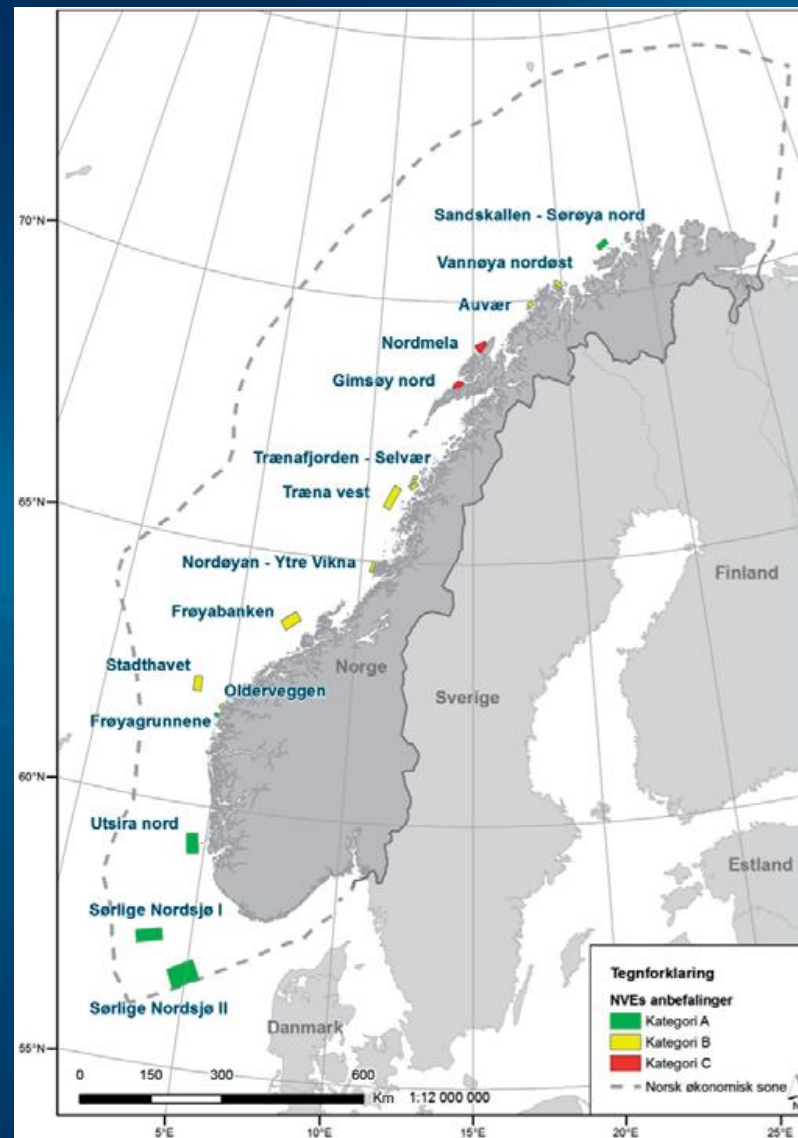 70°N
65°N
60°N
55°N
Sandskallen - Sørøya nord
Vannøya nordøst
Auvær
Nordmela
Gimsøy nord
Trænafjorden - Selvær
Træna vest
Nordøyan - Ytre Vikna
Frøyabanken
Stadthavet
Olderveggen
Frøyagrunnene
Utsira nord
Sørlige Nordsjø I
Sørlige Nordsjø II
Norge
Sverige
Finland
Estland
Danmark
Tegnforklaring
NVEs anbefalinger
Kategori A
Kategori B
Kategori C
Norsk økonomisk sone
0 150 300 600
Km 1:12 000 000
N
5°E 10°E 15°E 20°E 25°E